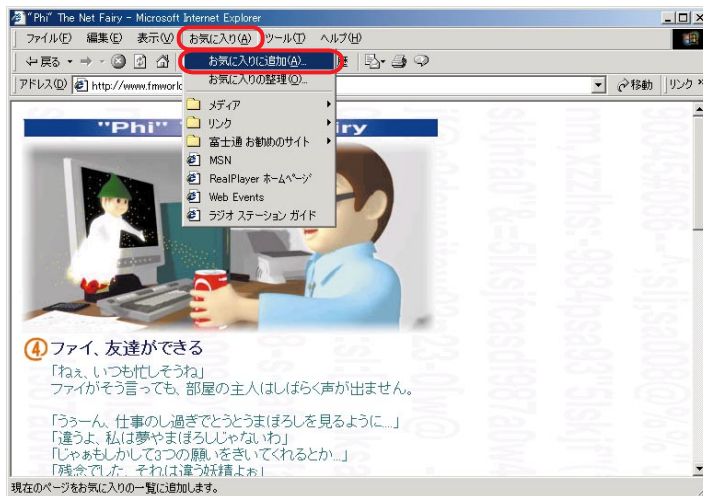 "Phi" The Net Fairy - Microsoft Internet Explorer
ファイル(F) 編集(E) 表示(V) お気に入り(A) ツール(T) ヘルプ(H)
戻る
お気に入りに追加(A)...
アドレス(D) http://www.fmworld 移動 リンク »
お気に入りの整理(O)...
メディア
リンク
富士通 お勧めのサイト
MSN
RealPlayer ホームページ
Web Events
ラジオ ステーション ガイド
"Phi" iry
④ファイ、友達ができる
「ねぇ、いつも忙しそうね」
ファイがそう言っても、部屋の主人はしばらく声が出ません。
「うぅーん、仕事のし過ぎでとうとうまぼろしを見るように…」
「違うよ、私は夢やまぼろしじゃないわ」
「じゃあもしかして3つの願いをきいてくれるとか…」
「残念でした、それは違う妖精よぉ」
現在のページをお気に入りの一覧に追加します。